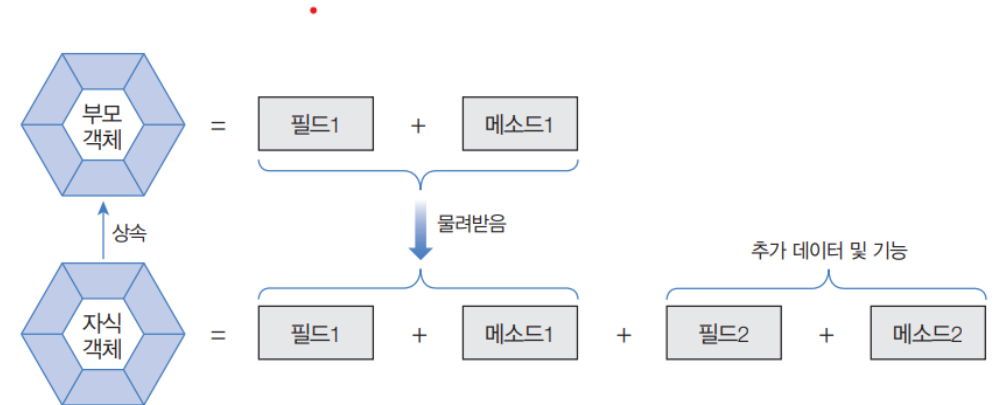 부모
객체
= 필드1 + 메소드1
상속
물려받음
추가 데이터 및 기능
자식
객체
= 필드1 + 메소드1 + 필드2 + 메소드2